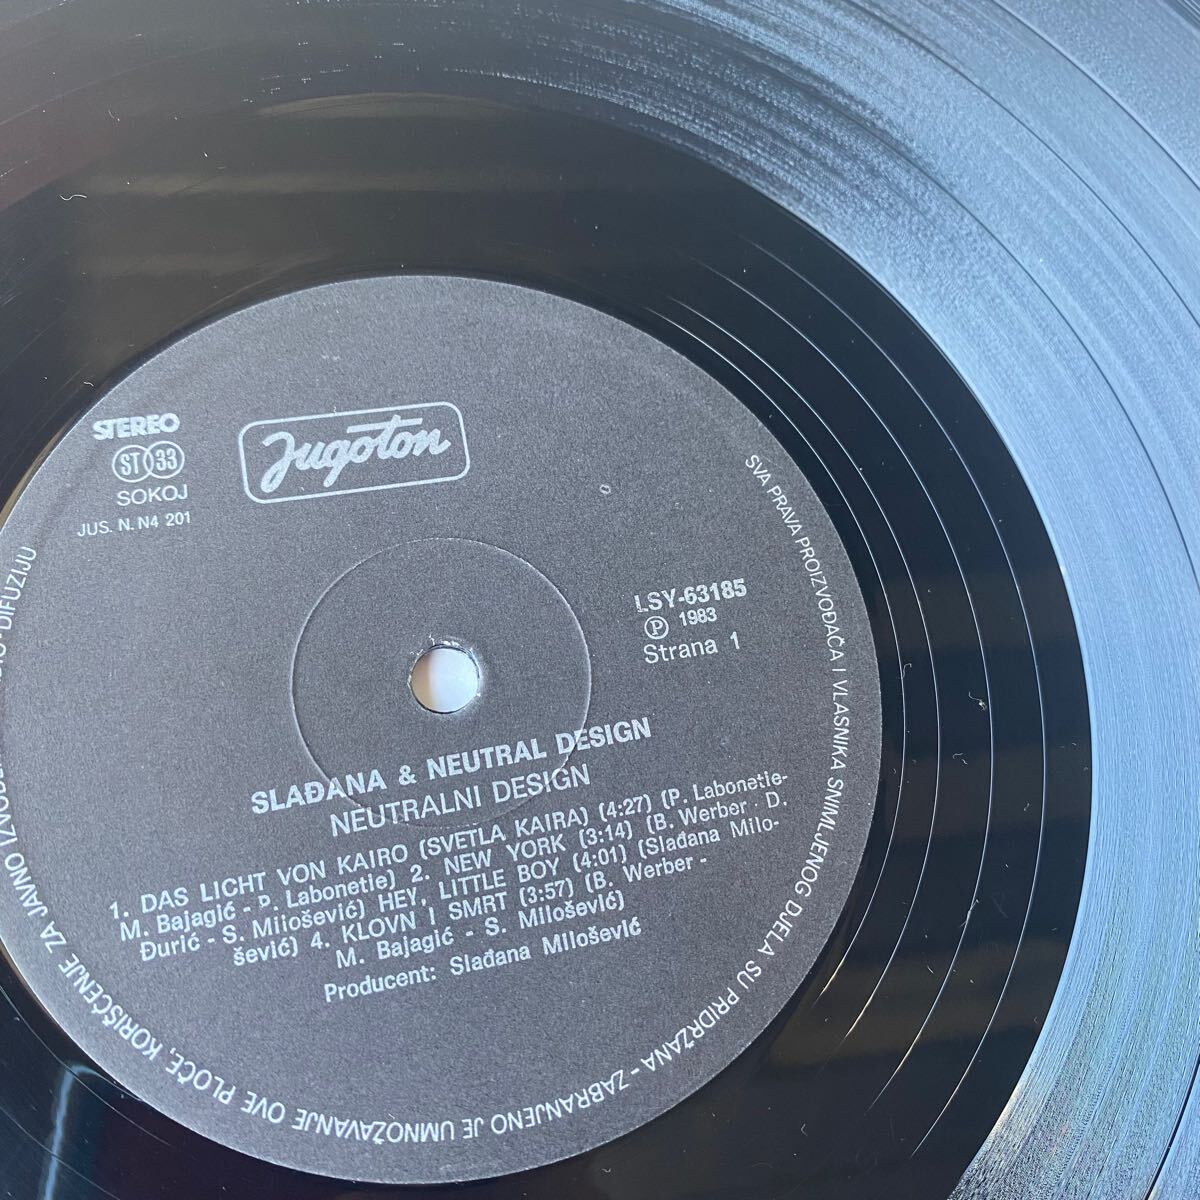 STEREO
ST 33
SOKOJ
JUS. N. N4 201
Jugoton
LSY-63185
Ⓟ 1983
Strana 1
SLAĐANA & NEUTRAL DESIGN
NEUTRALNI DESIGN
1. DAS LICHT VON KAIRO (SVETLA KAIRA) (4:27) (P. Labonetie-
M. Bajagić - P. Labonetie) 2. NEW YORK (3:14) (B. Werber - D.
Đurić - S. Milošević) HEY, LITTLE BOY (4:01) (Slađana Milo-
šević) 4. KLOVN I SMRT (3:57) (B. Werber -
M. Bajagić - S. Milošević)
Producent: Slađana Milošević
SVA PRAVA PROIZVOĐAČA I VLASNIKA SNIMLJENOG DJELA SU PRIDRŽANA - ZABRANJENO JE UMNOŽAVANJE OVE PLOČE, KORIŠĆENJE ZA JAVNO IZVOĐENJE DIFUZIJU